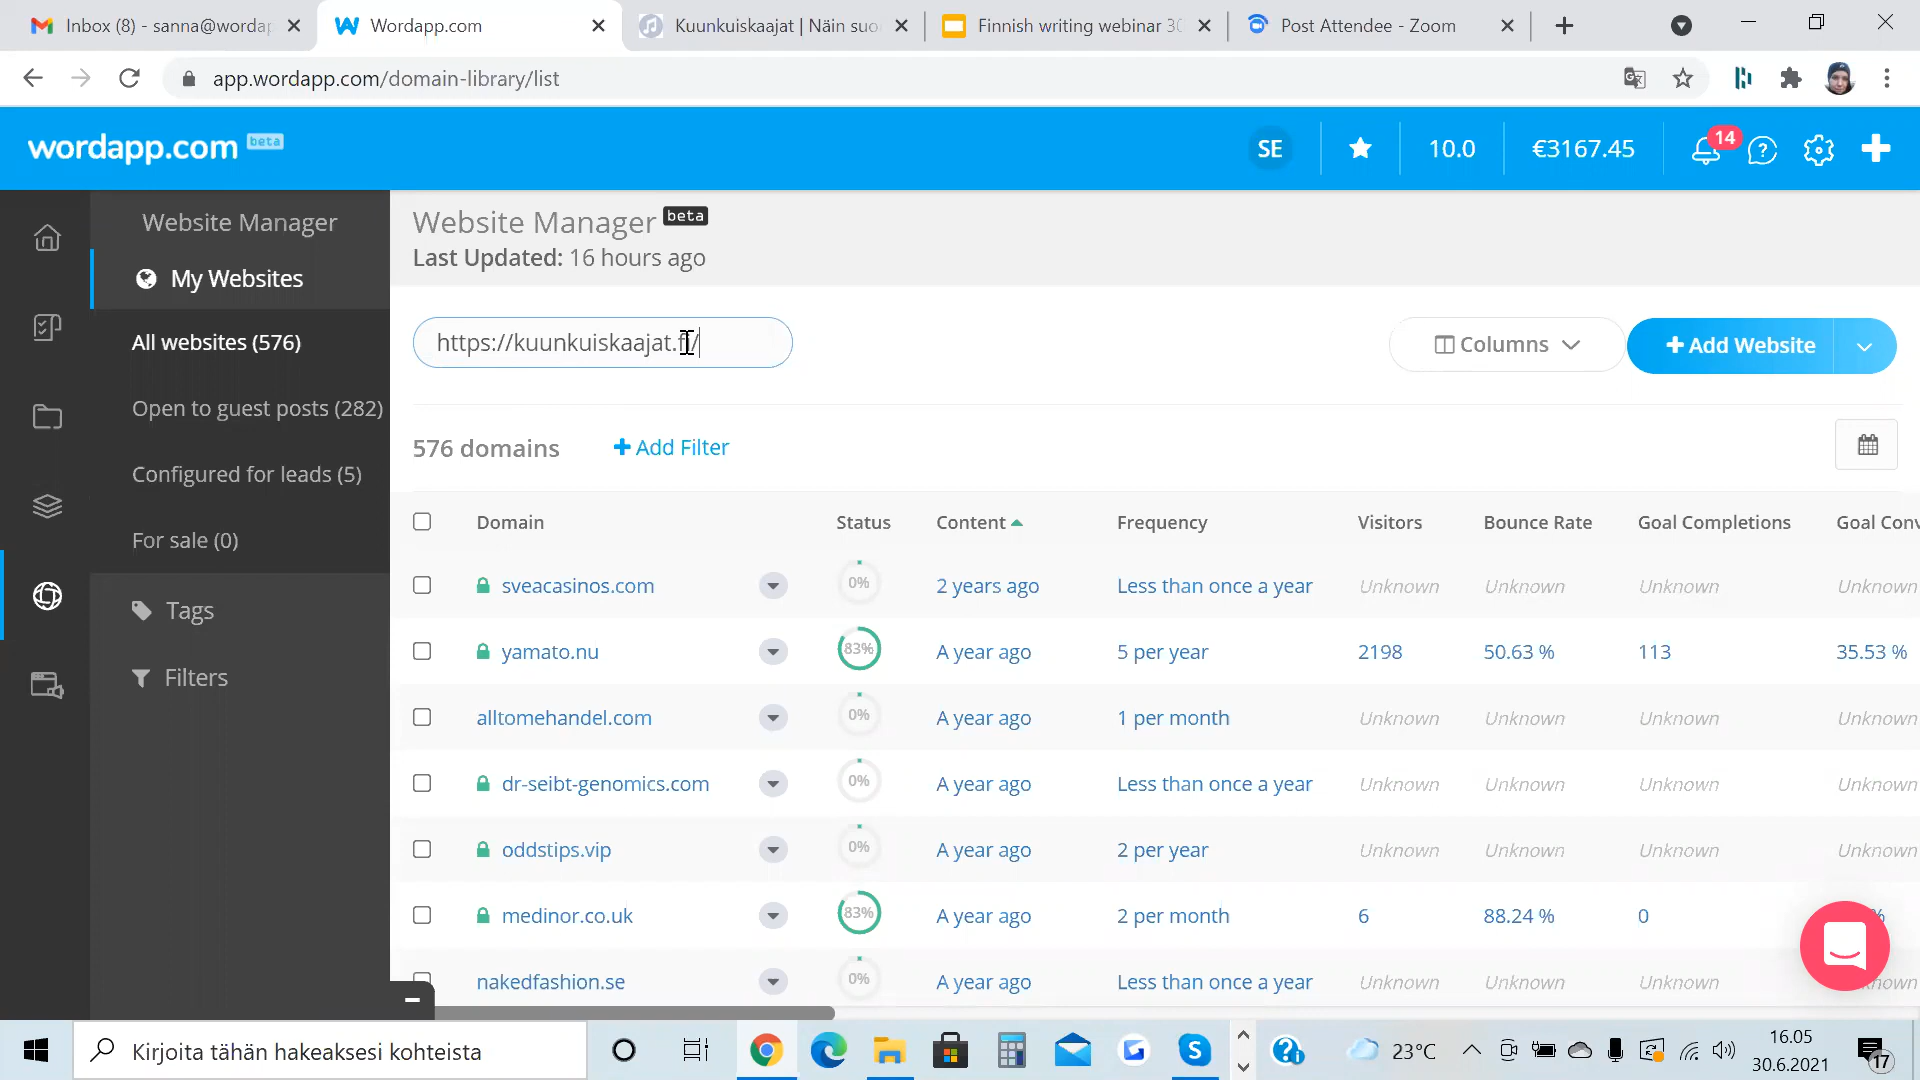 Inbox (8) - sanna@wordap
Wordapp.com
Kuunkuiskaajat | Näin suo
Finnish writing webinar 30
Post Attendee - Zoom
app.wordapp.com/domain-library/list
wordapp.com beta
SE
10.0
€3167.45
14
Website Manager
My Websites
All websites (576)
Open to guest posts (282)
Configured for leads (5)
For sale (0)
Tags
Filters
Website Manager beta
Last Updated: 16 hours ago
https://kuunkuiskaajat.fi/
Columns
Add Website
576 domains
Add Filter
Domain Status Content Frequency Visitors Bounce Rate Goal Completions Goal Conv
sveacasinos.com 0% 2 years ago Less than once a year Unknown Unknown Unknown Unknown
yamato.nu 83% A year ago 5 per year 2198 50.63 % 113 35.53 %
alltomehandel.com 0% A year ago 1 per month Unknown Unknown Unknown Unknown
dr-seibt-genomics.com 0% A year ago Less than once a year Unknown Unknown Unknown Unknown
oddstips.vip 0% A year ago 2 per year Unknown Unknown Unknown Unknown
medinor.co.uk 83% A year ago 2 per month 6 88.24 % 0 %
nakedfashion.se 0% A year ago Less than once a year Unknown Unknown Unknown nown
Kirjoita tähän hakeaksesi kohteista
23°C
16.05
30.6.2021
17